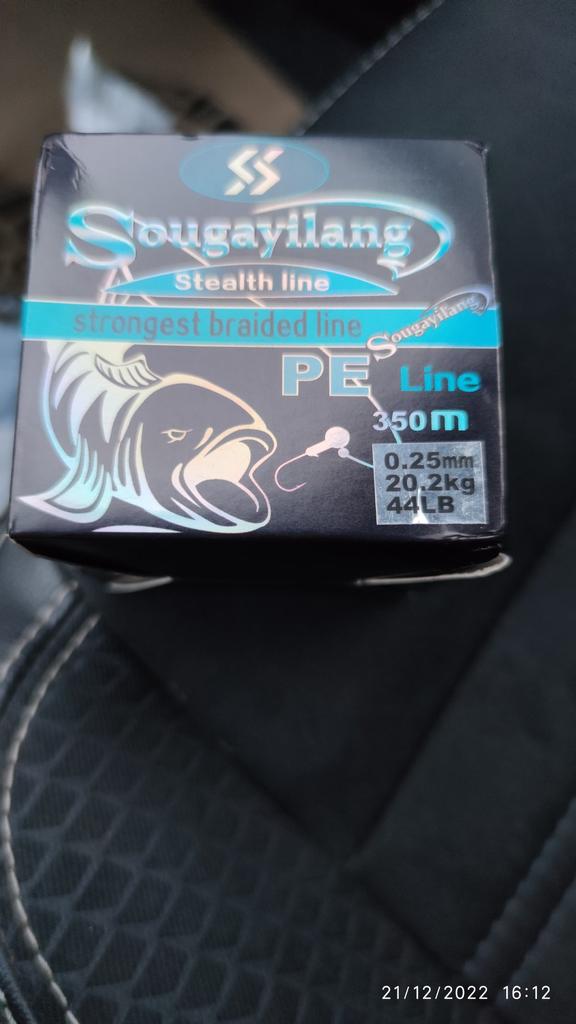 SS
Sougayilang
Stealth line
strongest braided line
Sougayilang
PE Line
350m
0.25mm
20.2kg
44LB
21/12/2022 16:12